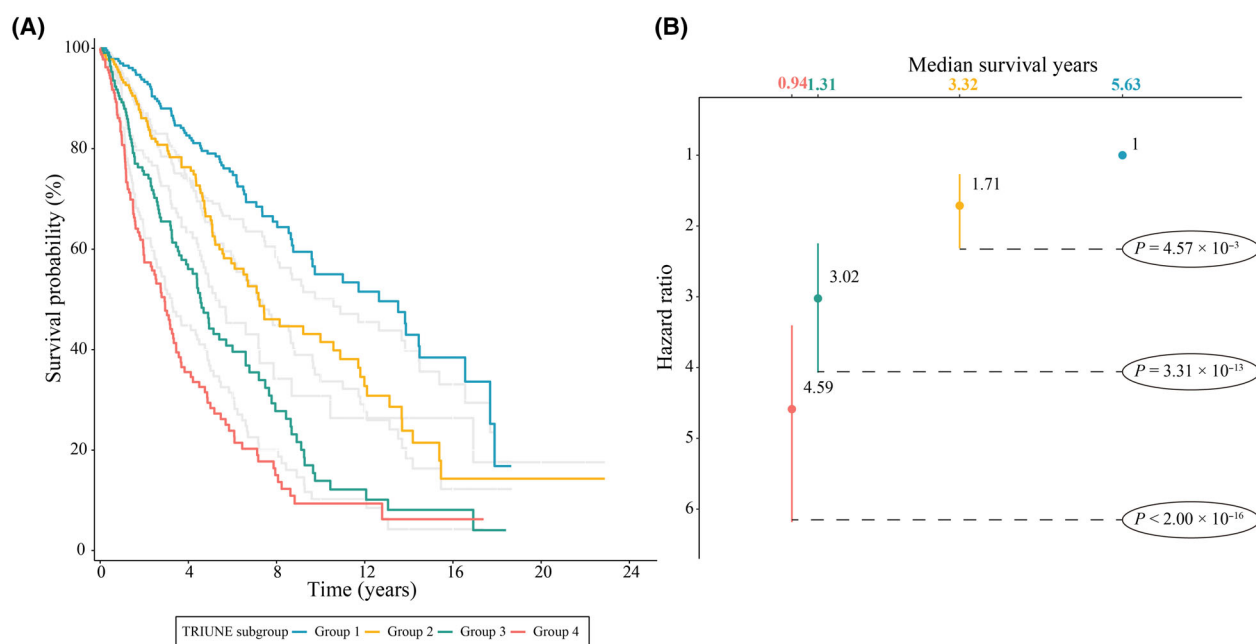 (A)
Survival probability (%)
100
80
60
40
20
0
0 4 8 12 16 20 24
Time (years)
TRIUNE subgroup Group 1 Group 2 Group 3 Group 4
(B)
Median survival years
0.94 1.31 3.32 5.63
Hazard ratio
1
2
3
4
5
6
1
1.71
P = 4.57 × 10⁻³
3.02
P = 3.31 × 10⁻¹³
4.59
P < 2.00 × 10⁻¹⁶